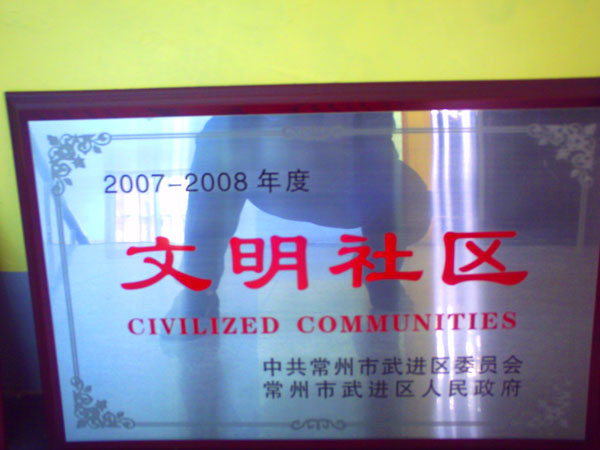 2007-2008年度
文明社区
CIVILIZED COMMUNITIES
中共常州市武进区委员会
常州市武进区人民政府